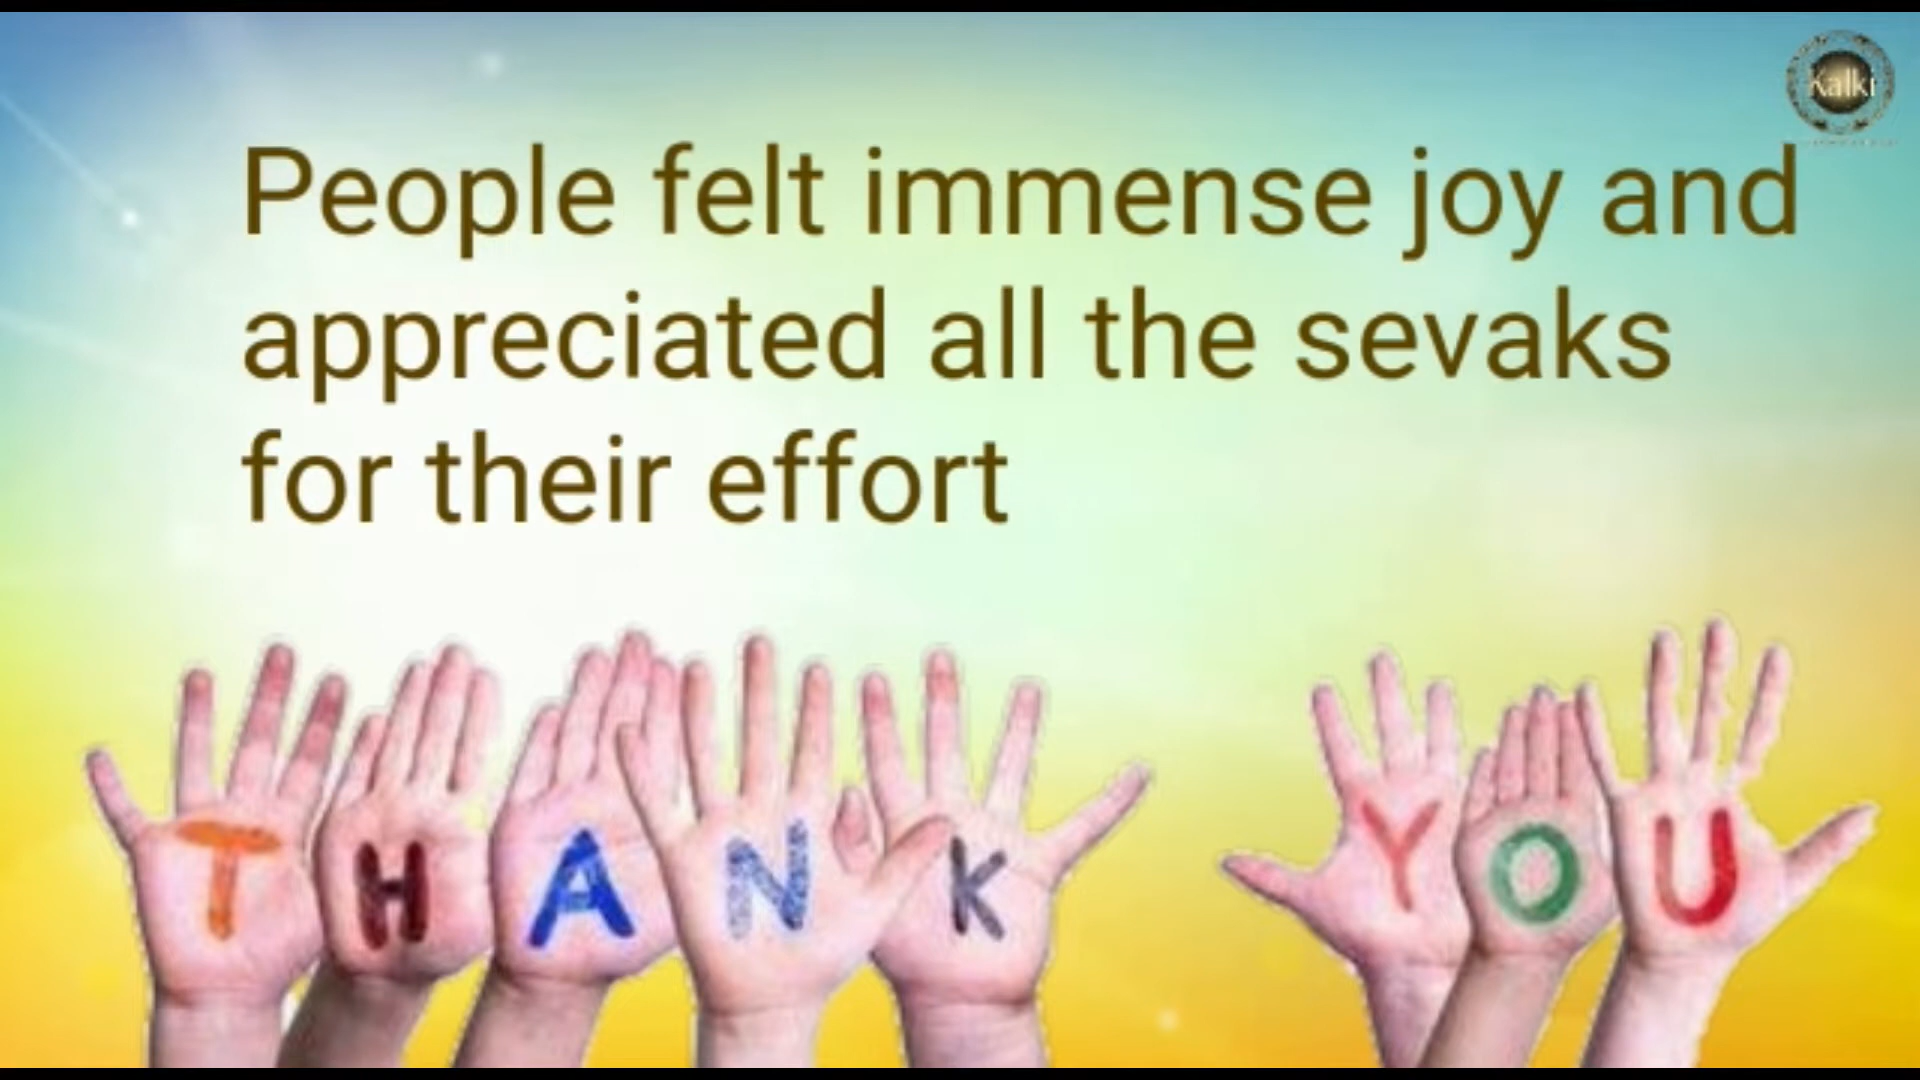 Kalki
People felt immense joy and
appreciated all the sevaks
for their effort
THANK YOU